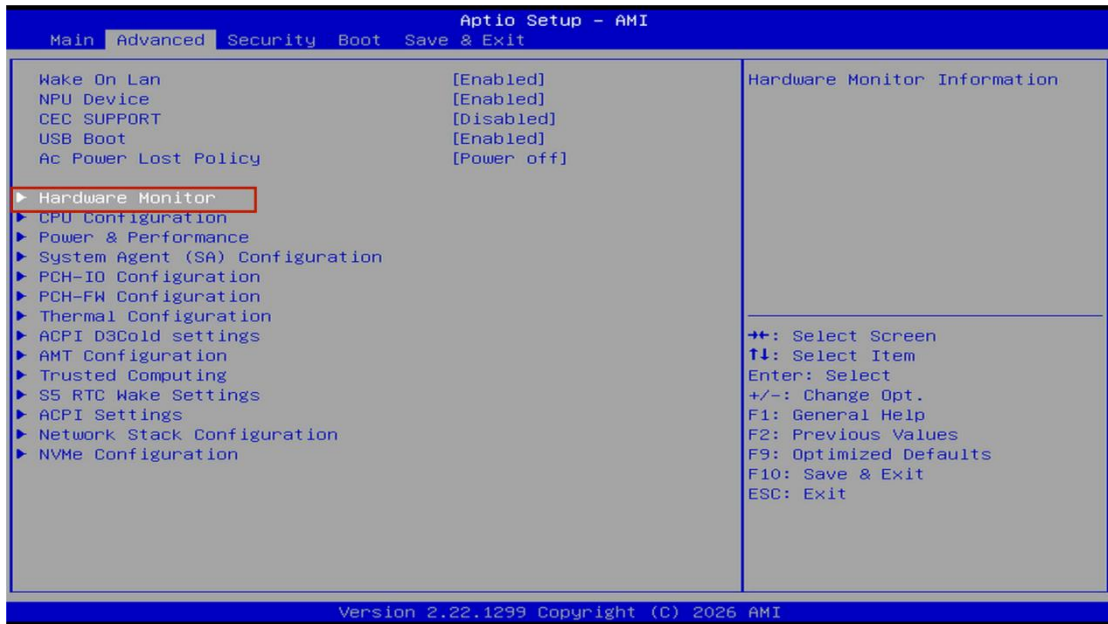 Aptio Setup – AMI
Main Advanced Security Boot Save & Exit
Wake On Lan [Enabled]
NPU Device [Enabled]
CEC SUPPORT [Disabled]
USB Boot [Enabled]
Ac Power Lost Policy [Power off]
▶ Hardware Monitor
▶ CPU Configuration
▶ Power & Performance
▶ System Agent (SA) Configuration
▶ PCH-IO Configuration
▶ PCH-FW Configuration
▶ Thermal Configuration
▶ ACPI D3Cold settings
▶ AMT Configuration
▶ Trusted Computing
▶ S5 RTC Wake Settings
▶ ACPI Settings
▶ Network Stack Configuration
▶ NVMe Configuration
Hardware Monitor Information
→←: Select Screen
↑↓: Select Item
Enter: Select
+/-: Change Opt.
F1: General Help
F2: Previous Values
F9: Optimized Defaults
F10: Save & Exit
ESC: Exit
Version 2.22.1299 Copyright (C) 2026 AMI